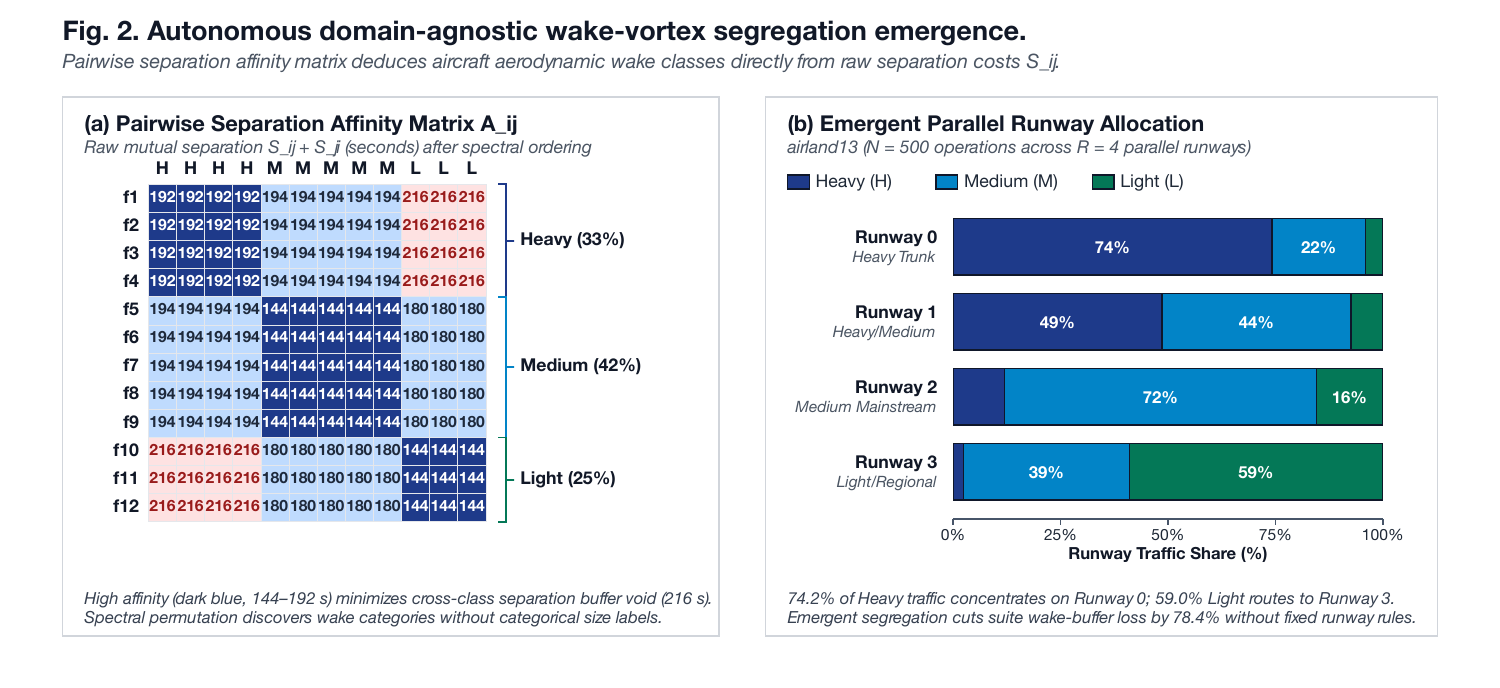 Fig. 2. Autonomous domain-agnostic wake-vortex segregation emergence.
Pairwise separation affinity matrix deduces aircraft aerodynamic wake classes directly from raw separation costs S_ij.
(a) Pairwise Separation Affinity Matrix A_ij
Raw mutual separation S_ij + S_ji (seconds) after spectral ordering
H H H H M M M M M L L L
f1 192 192 192 192 194 194 194 194 194 216 216 216
f2 192 192 192 192 194 194 194 194 194 216 216 216
f3 192 192 192 192 194 194 194 194 194 216 216 216
f4 192 192 192 192 194 194 194 194 194 216 216 216
f5 194 194 194 194 144 144 144 144 144 180 180 180
f6 194 194 194 194 144 144 144 144 144 180 180 180
f7 194 194 194 194 144 144 144 144 144 180 180 180
f8 194 194 194 194 144 144 144 144 144 180 180 180
f9 194 194 194 194 144 144 144 144 144 180 180 180
f10 216 216 216 216 180 180 180 180 180 144 144 144
f11 216 216 216 216 180 180 180 180 180 144 144 144
f12 216 216 216 216 180 180 180 180 180 144 144 144
Heavy (33%)
Medium (42%)
Light (25%)
High affinity (dark blue, 144–192 s) minimizes cross-class separation buffer void (216 s).
Spectral permutation discovers wake categories without categorical size labels.
(b) Emergent Parallel Runway Allocation
airland13 (N = 500 operations across R = 4 parallel runways)
Heavy (H) Medium (M) Light (L)
Runway 0 74% 22%
Heavy Trunk
Runway 1 49% 44%
Heavy/Medium
Runway 2 72% 16%
Medium Mainstream
Runway 3 39% 59%
Light/Regional
0% 25% 50% 75% 100%
Runway Traffic Share (%)
74.2% of Heavy traffic concentrates on Runway 0; 59.0% Light routes to Runway 3.
Emergent segregation cuts suite wake-buffer loss by 78.4% without fixed runway rules.